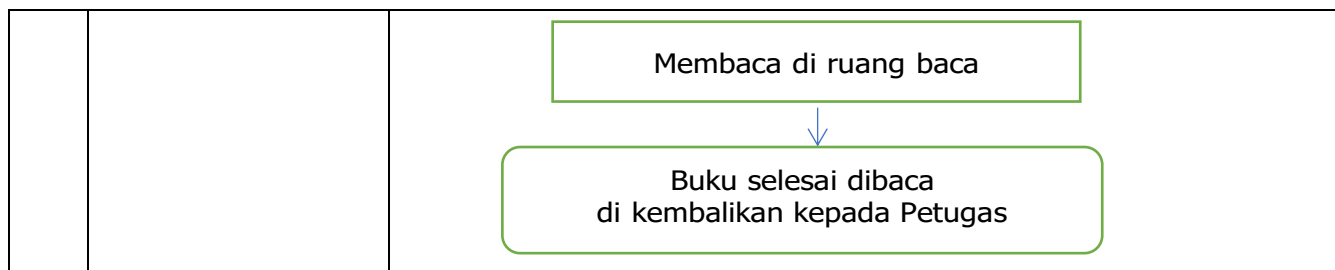 Membaca di ruang baca
Buku selesai dibaca
di kembalikan kepada Petugas